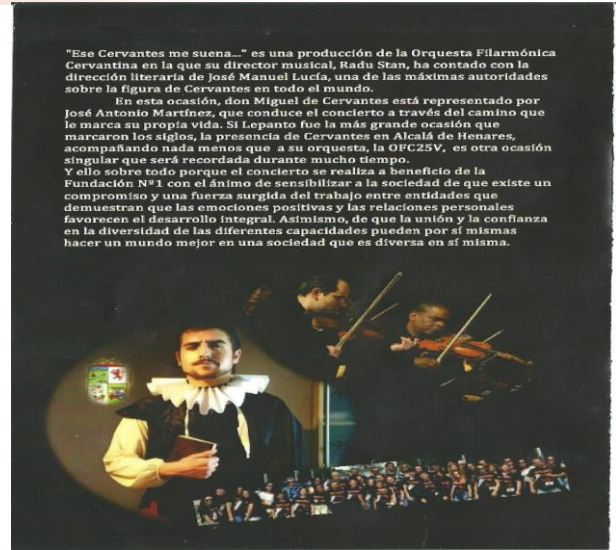 "Ese Cervantes me suena..." es una producción de la Orquesta Filarmónica
Cervantina en la que su director musical, Radu Stan, ha contado con la
dirección literaria de José Manuel Lucía, una de las máximas autoridades
sobre la figura de Cervantes en todo el mundo.
En esta ocasión, don Miguel de Cervantes está representado por
José Antonio Martínez, que conduce el concierto a través del camino que
le marca su propia vida. Si Lepanto fue la más grande ocasión que
marcaron los siglos, la presencia de Cervantes en Alcalá de Henares,
acompañando nada menos que a su orquesta, la OFC25V, es otra ocasión
singular que será recordada durante mucho tiempo.
Y ello sobre todo porque el concierto se realiza a beneficio de la
Fundación Nº1 con el ánimo de sensibilizar a la sociedad de que existe un
compromiso y una fuerza surgida del trabajo entre entidades que
demuestran que las emociones positivas y las relaciones personales
favorecen el desarrollo integral. Asimismo, de que la unión y la confianza
en la diversidad de las diferentes capacidades pueden por sí mismas
hacer un mundo mejor en una sociedad que es diversa en sí misma.